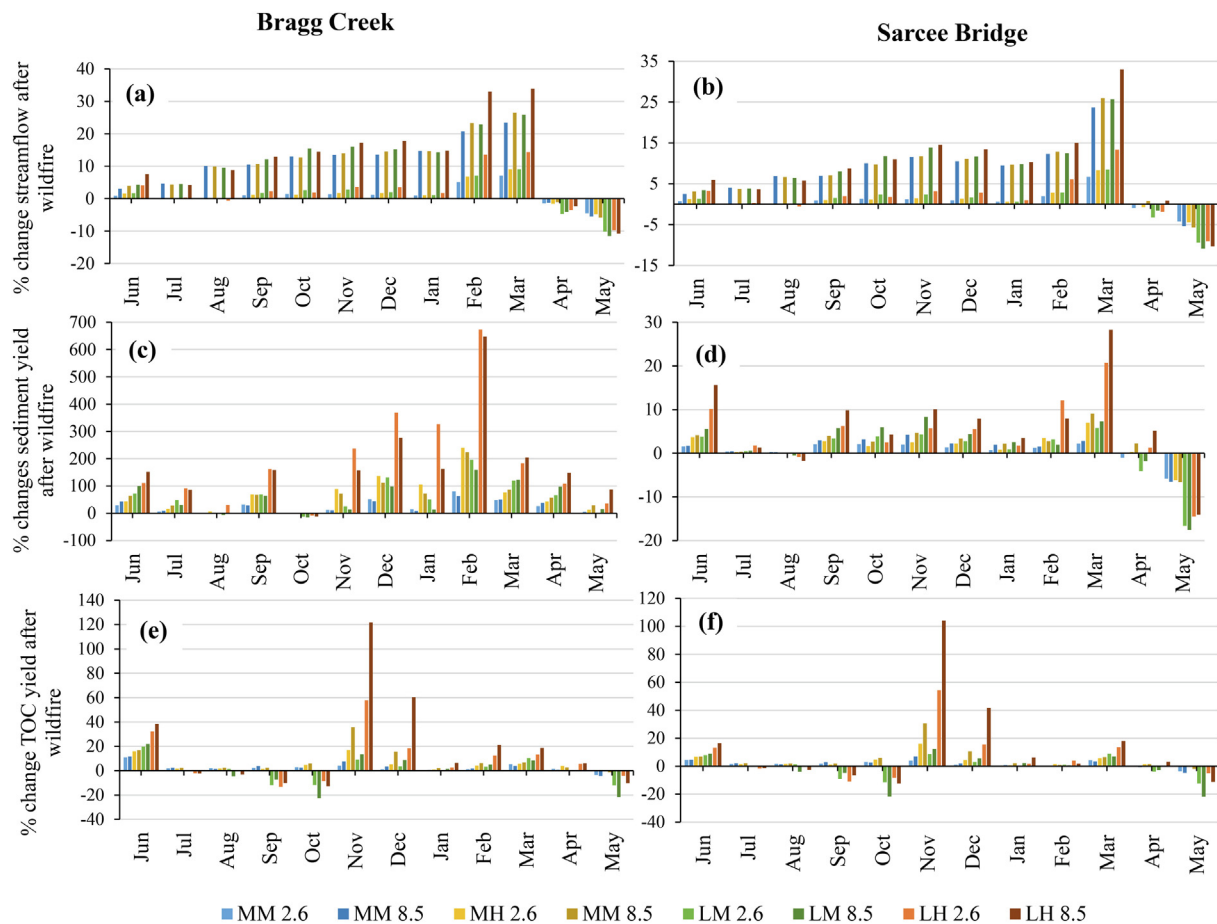 Bragg Creek
Sarcee Bridge
% change streamflow after
wildfire
(a)
40
30
20
10
0
-10
-20
Jun Jul Aug Sep Oct Nov Dec Jan Feb Mar Apr May
(b)
35
25
15
5
-5
-15
Jun Jul Aug Sep Oct Nov Dec Jan Feb Mar Apr May
% changes sediment yield
after wildfire
(c)
700
600
500
400
300
200
100
0
-100
Jun Jul Aug Sep Oct Nov Dec Jan Feb Mar Apr May
(d)
30
20
10
0
-10
-20
Jun Jul Aug Sep Oct Nov Dec Jan Feb Mar Apr May
% change TOC yield after
wildfire
(e)
140
120
100
80
60
40
20
0
-20
-40
Jun Jul Aug Sep Oct Nov Dec Jan Feb Mar Apr May
(f)
120
100
80
60
40
20
0
-20
-40
Jun Jul Aug Sep Oct Nov Dec Jan Feb Mar Apr May
MM 2.6 MM 8.5 MH 2.6 MM 8.5 LM 2.6 LM 8.5 LH 2.6 LH 8.5